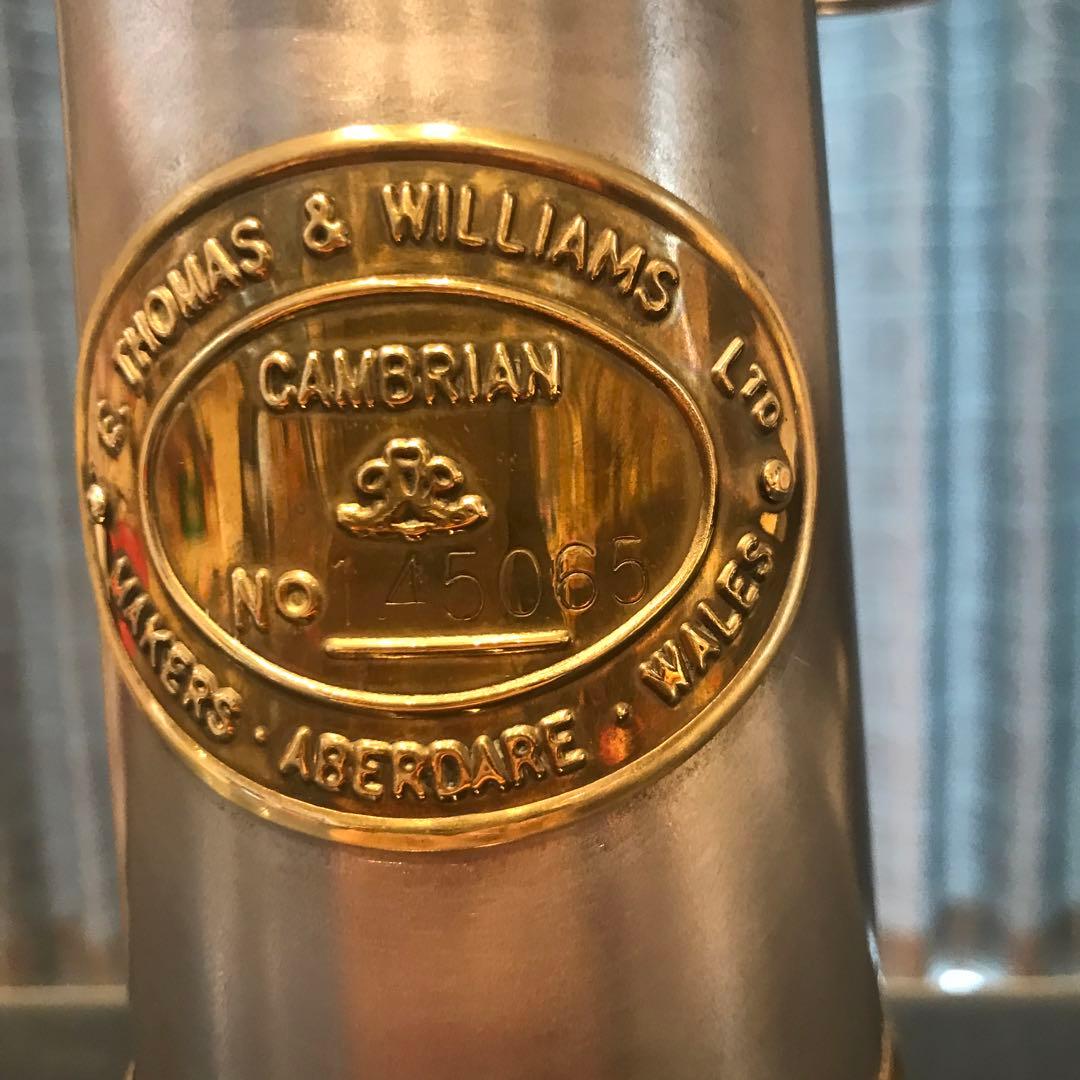 E. THOMAS & WILLIAMS LTD
CAMBRIAN
NO 145065
MAKERS · ABERDARE · WALES